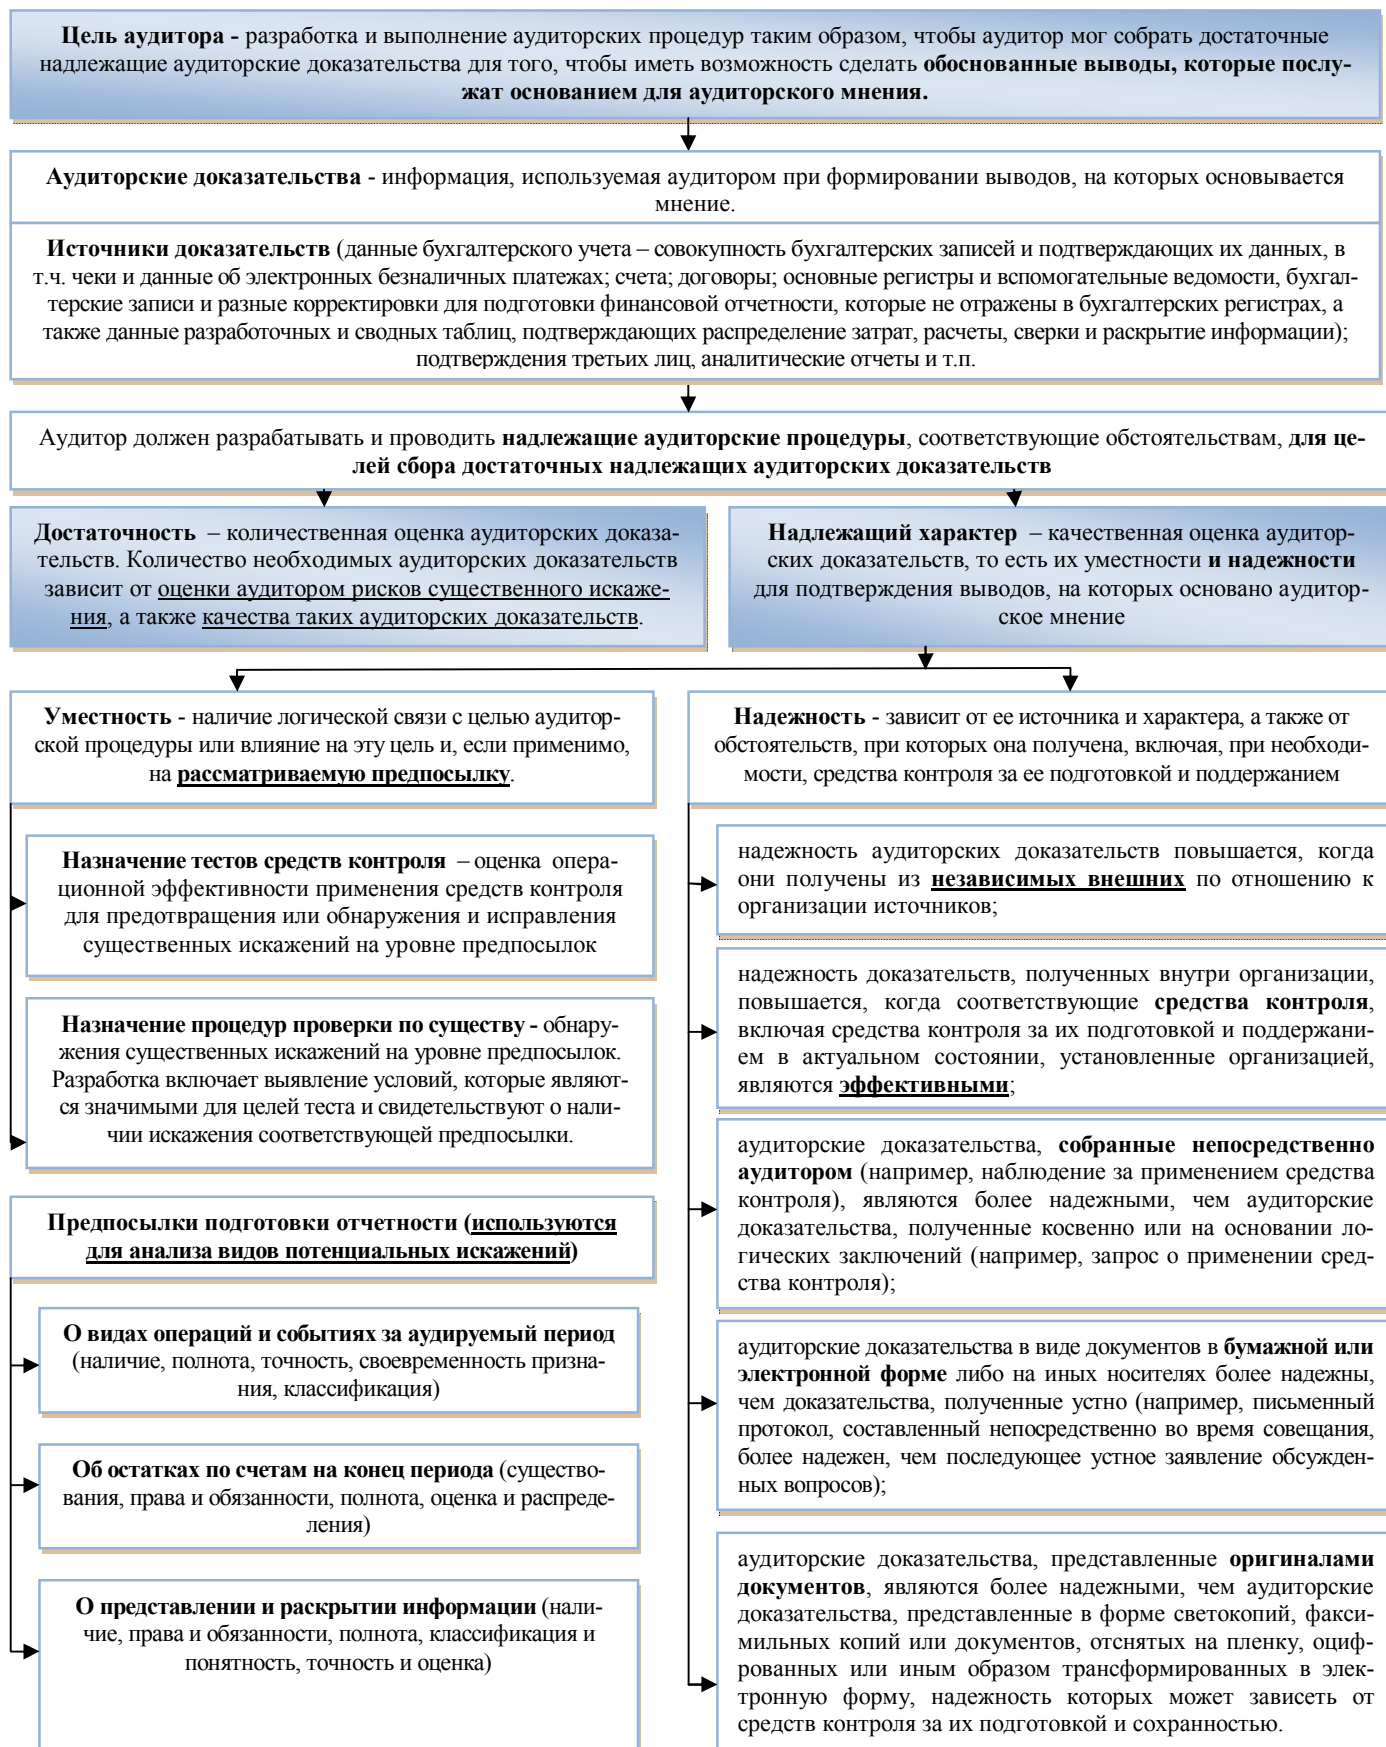 Цель аудитора - разработка и выполнение аудиторских процедур таким образом, чтобы аудитор мог собрать достаточные
надлежащие аудиторские доказательства для того, чтобы иметь возможность сделать обоснованные выводы, которые послу-
жат основанием для аудиторского мнения.
Аудиторские доказательства - информация, используемая аудитором при формировании выводов, на которых основывается
мнение.
Источники доказательств (данные бухгалтерского учета – совокупность бухгалтерских записей и подтверждающих их данных, в
т.ч. чеки и данные об электронных безналичных платежах; счета; договоры; основные регистры и вспомогательные ведомости, бухгал-
терские записи и разные корректировки для подготовки финансовой отчетности, которые не отражены в бухгалтерских регистрах, а
также данные разработочных и сводных таблиц, подтверждающих распределение затрат, расчеты, сверки и раскрытие информации);
подтверждения третьих лиц, аналитические отчеты и т.п.
Аудитор должен разрабатывать и проводить надлежащие аудиторские процедуры, соответствующие обстоятельствам, для це-
лей сбора достаточных надлежащих аудиторских доказательств
Достаточность – количественная оценка аудиторских доказа-
тельств. Количество необходимых аудиторских доказательств
зависит от оценки аудитором рисков существенного искаже-
ния, а также качества таких аудиторских доказательств.
Надлежащий характер – качественная оценка аудитор-
ских доказательств, то есть их уместности и надежности
для подтверждения выводов, на которых основано аудитор-
ское мнение
Уместность - наличие логической связи с целью аудитор-
ской процедуры или влияние на эту цель и, если применимо,
на рассматриваемую предпосылку.
Назначение тестов средств контроля – оценка опера-
ционной эффективности применения средств контроля
для предотвращения или обнаружения и исправления
существенных искажений на уровне предпосылок
Назначение процедур проверки по существу - обнару-
жения существенных искажений на уровне предпосылок.
Разработка включает выявление условий, которые являют-
ся значимыми для целей теста и свидетельствуют о нали-
чии искажения соответствующей предпосылки.
Предпосылки подготовки отчетности (используются
для анализа видов потенциальных искажений)
О видах операций и событиях за аудируемый период
(наличие, полнота, точность, своевременность призна-
ния, классификация)
Об остатках по счетам на конец периода (существо-
вания, права и обязанности, полнота, оценка и распреде-
ления)
О представлении и раскрытии информации (нали-
чие, права и обязанности, полнота, классификация и
понятность, точность и оценка)
Надежность - зависит от ее источника и характера, а также от
обстоятельств, при которых она получена, включая, при необходи-
мости, средства контроля за ее подготовкой и поддержанием
надежность аудиторских доказательств повышается, когда
они получены из независимых внешних по отношению к
организации источников;
надежность доказательств, полученных внутри организации,
повышается, когда соответствующие средства контроля,
включая средства контроля за их подготовкой и поддержани-
ем в актуальном состоянии, установленные организацией,
являются эффективными;
аудиторские доказательства, собранные непосредственно
аудитором (например, наблюдение за применением средства
контроля), являются более надежными, чем аудиторские
доказательства, полученные косвенно или на основании ло-
гических заключений (например, запрос о применении сред-
ства контроля);
аудиторские доказательства в виде документов в бумажной или
электронной форме либо на иных носителях более надежны,
чем доказательства, полученные устно (например, письменный
протокол, составленный непосредственно во время совещания,
более надежен, чем последующее устное заявление обсужден-
ных вопросов);
аудиторские доказательства, представленные оригиналами
документов, являются более надежными, чем аудиторские
доказательства, представленные в форме светокопий, факси-
мильных копий или документов, отснятых на пленку, оциф-
рованных или иным образом трансформированных в элек-
тронную форму, надежность которых может зависеть от
средств контроля за их подготовкой и сохранностью.